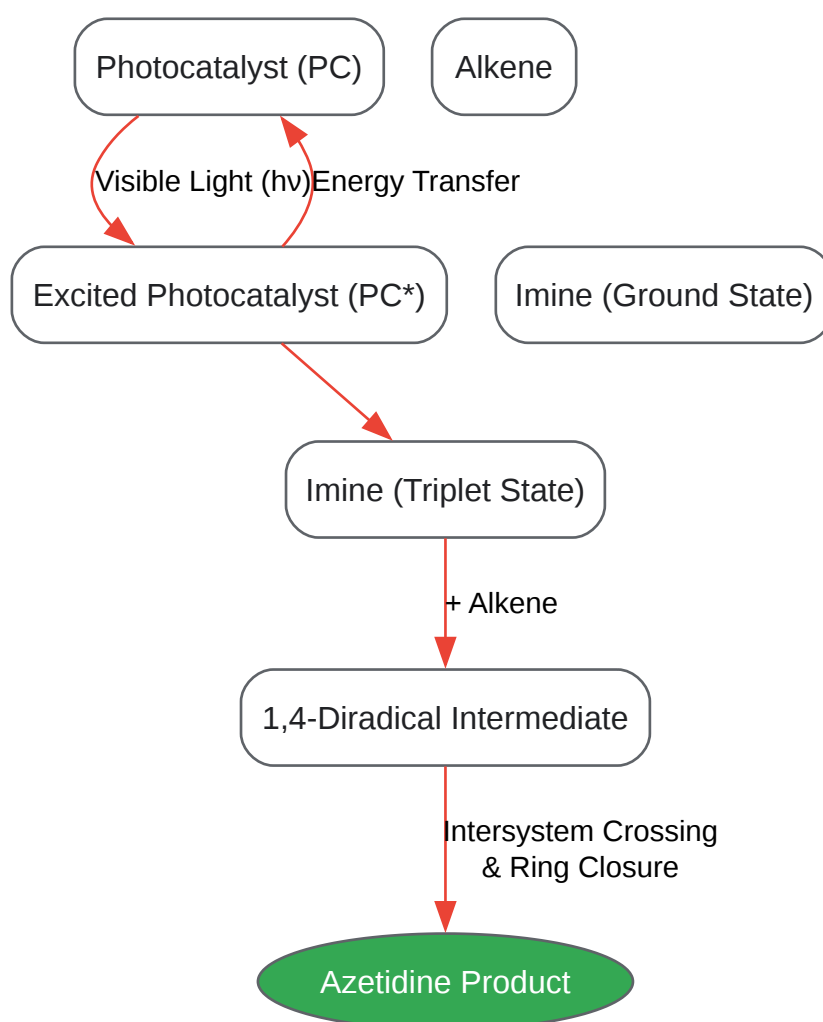 Photocatalyst (PC)
Alkene
Visible Light (hν)
Energy Transfer
Excited Photocatalyst (PC*)
Imine (Ground State)
Imine (Triplet State)
+ Alkene
1,4-Diradical Intermediate
Intersystem Crossing
& Ring Closure
Azetidine Product